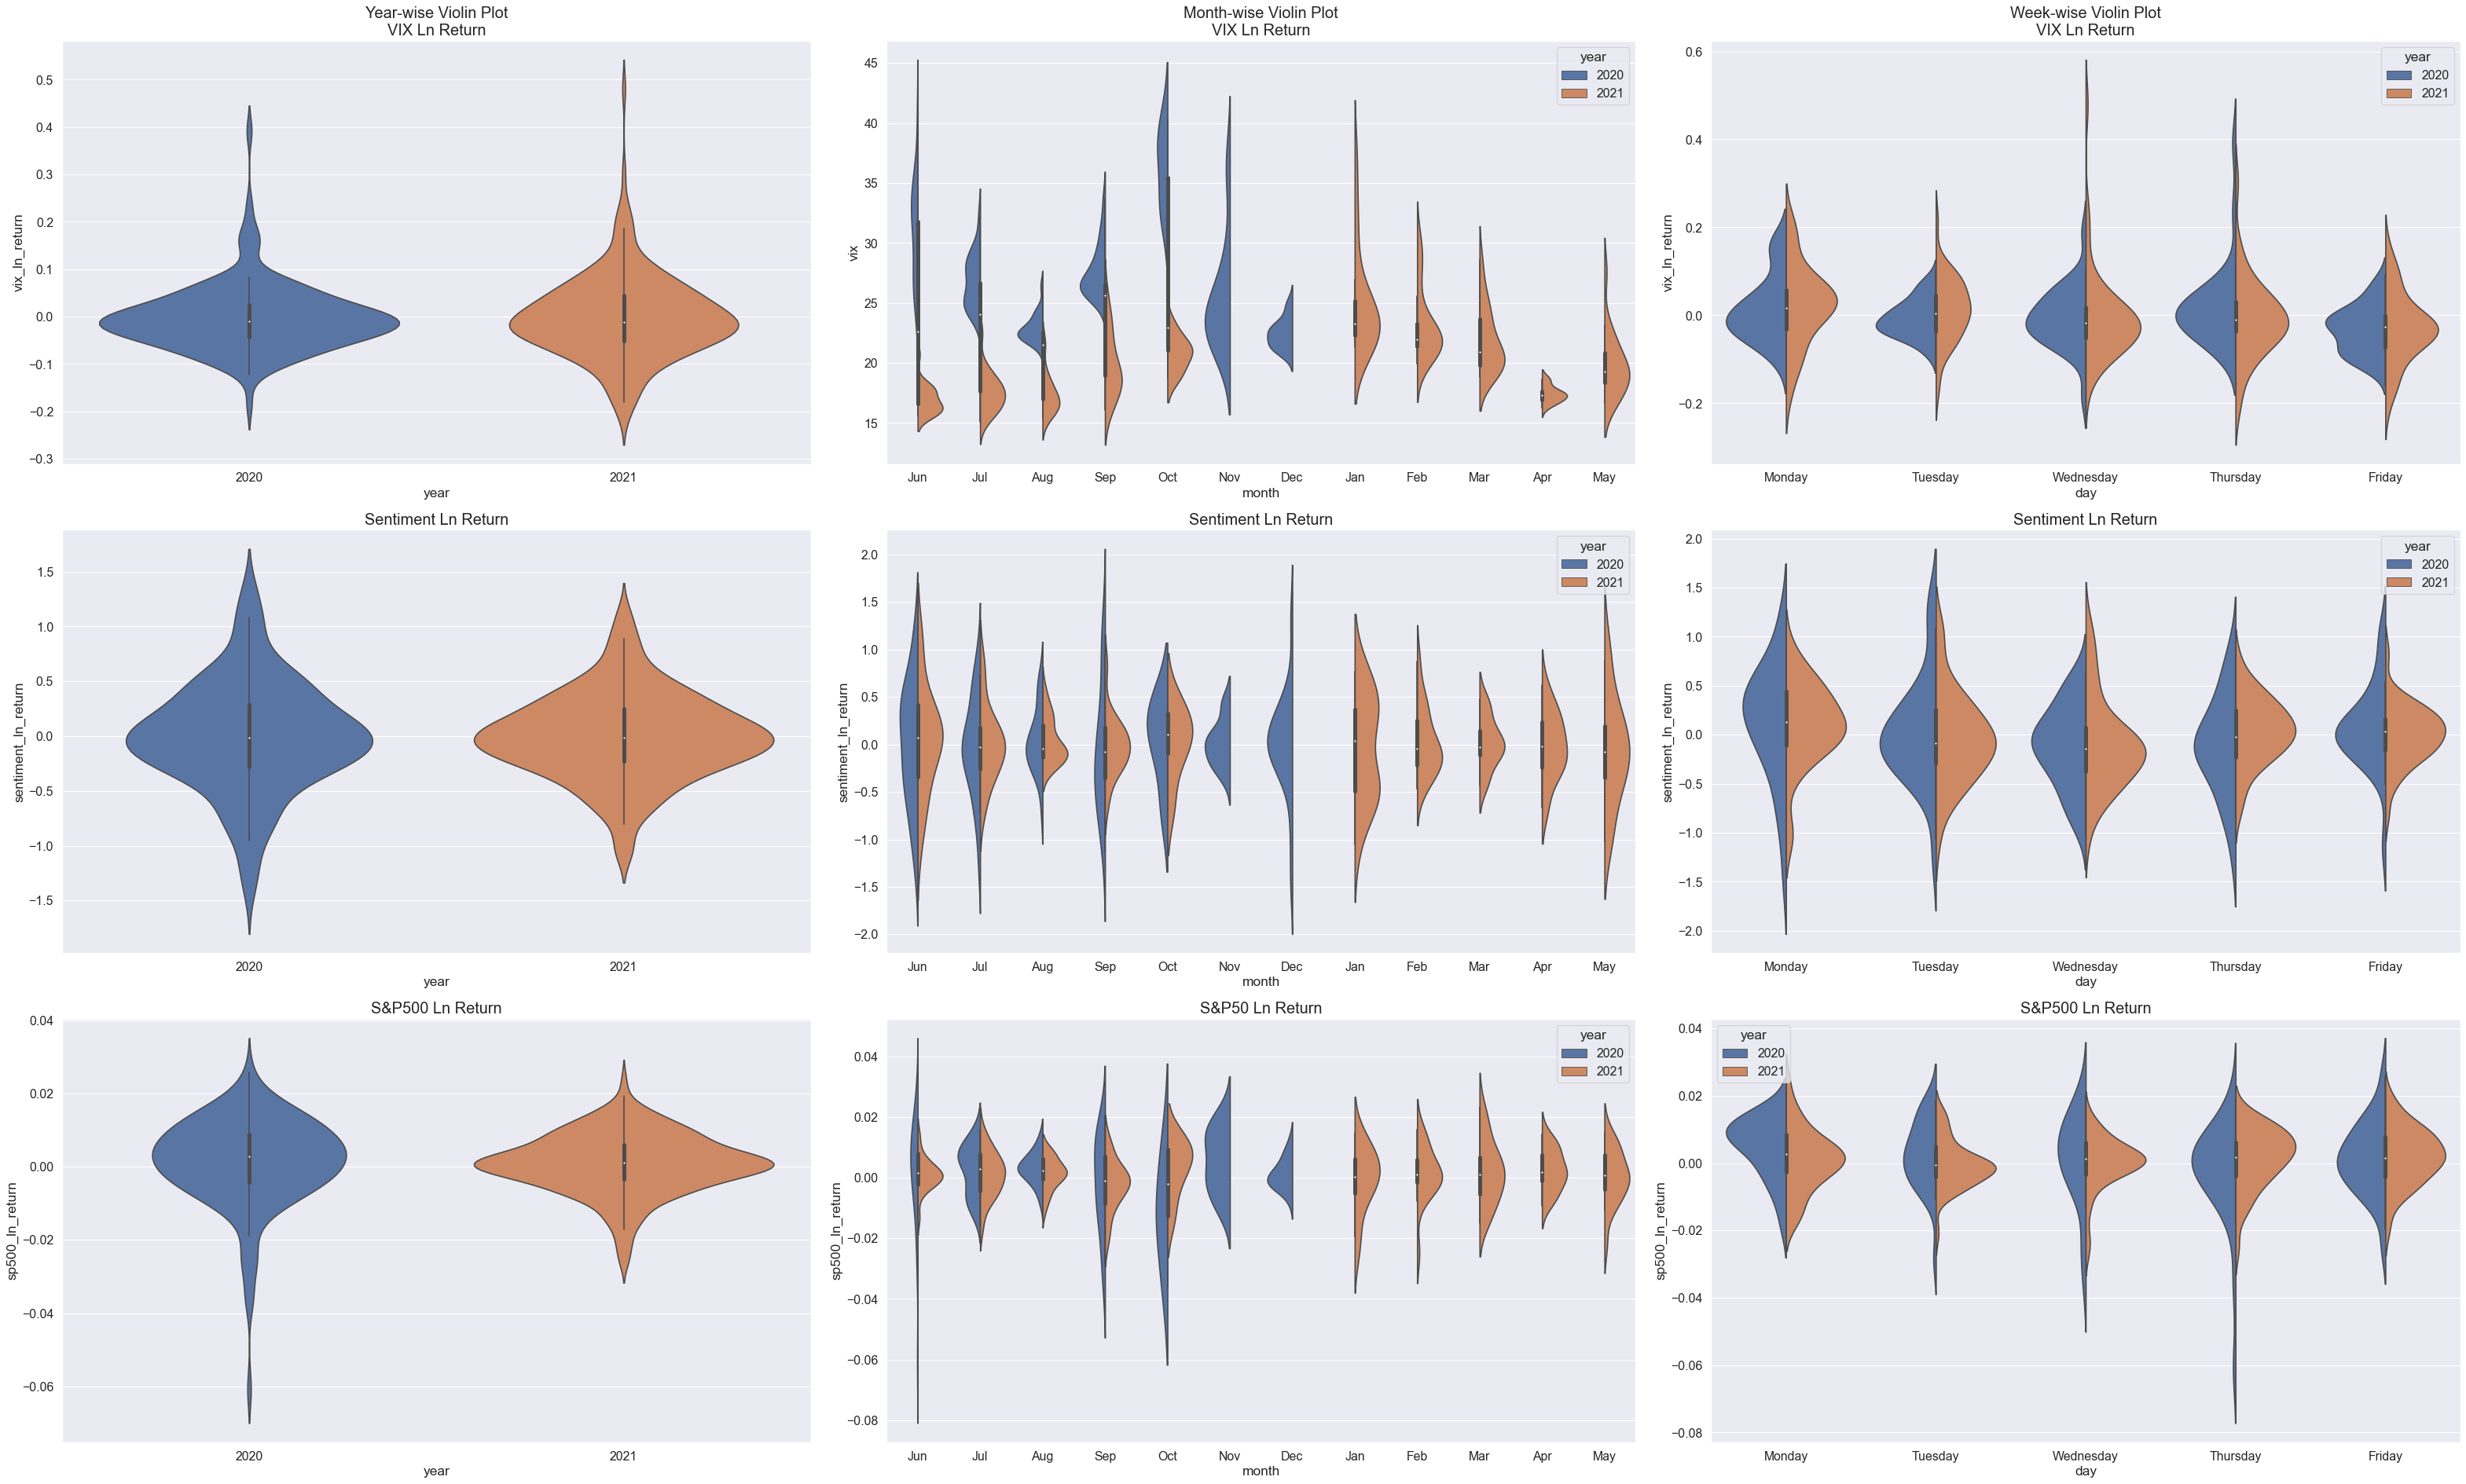 Year-wise Violin Plot
VIX Ln Return
0.5
0.4
0.3
0.2
0.1
0.0
−0.1
−0.2
−0.3
vix_ln_return
2020 2021
year
Month-wise Violin Plot
VIX Ln Return
year
2020
2021
45
40
35
30
25
20
15
vix
Jun Jul Aug Sep Oct Nov Dec Jan Feb Mar Apr May
month
Week-wise Violin Plot
VIX Ln Return
year
2020
2021
0.6
0.4
0.2
0.0
−0.2
vix_ln_return
Monday Tuesday Wednesday Thursday Friday
day
Sentiment Ln Return
1.5
1.0
0.5
0.0
−0.5
−1.0
−1.5
sentiment_ln_return
2020 2021
year
Sentiment Ln Return
year
2020
2021
2.0
1.5
1.0
0.5
0.0
−0.5
−1.0
−1.5
−2.0
sentiment_ln_return
Jun Jul Aug Sep Oct Nov Dec Jan Feb Mar Apr May
month
Sentiment Ln Return
year
2020
2021
2.0
1.5
1.0
0.5
0.0
−0.5
−1.0
−1.5
−2.0
sentiment_ln_return
Monday Tuesday Wednesday Thursday Friday
day
S&P500 Ln Return
0.04
0.02
0.00
−0.02
−0.04
−0.06
sp500_ln_return
2020 2021
year
S&P50 Ln Return
year
2020
2021
0.04
0.02
0.00
−0.02
−0.04
−0.06
−0.08
sp500_ln_return
Jun Jul Aug Sep Oct Nov Dec Jan Feb Mar Apr May
month
S&P500 Ln Return
year
2020
2021
0.04
0.02
0.00
−0.02
−0.04
−0.06
−0.08
sp500_ln_return
Monday Tuesday Wednesday Thursday Friday
day